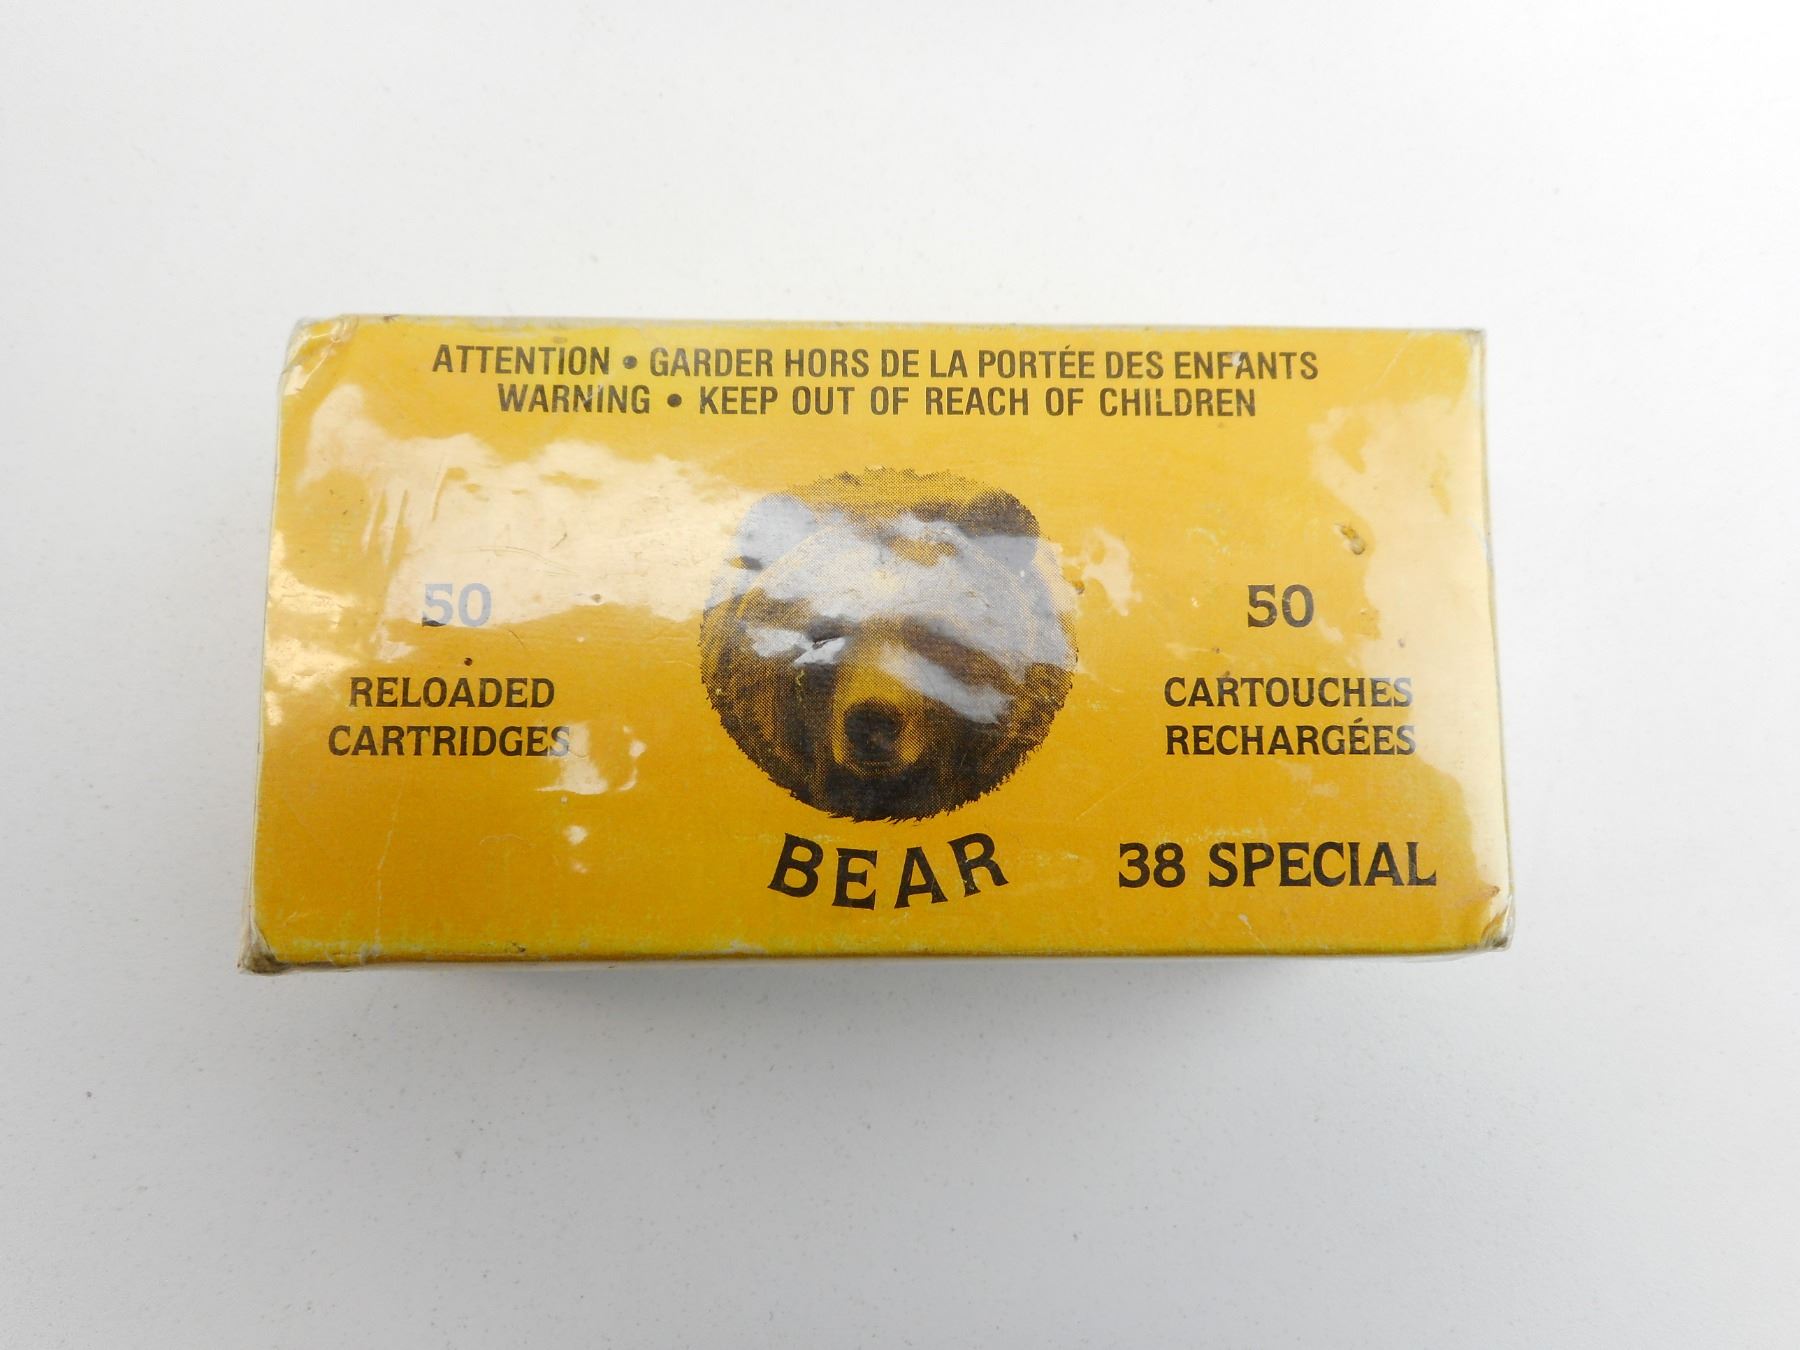 ATTENTION • GARDER HORS DE LA PORTÉE DES ENFANTS
WARNING • KEEP OUT OF REACH OF CHILDREN
50
RELOADED
CARTRIDGES
50
CARTOUCHES
RECHARGÉES
BEAR
38 SPECIAL